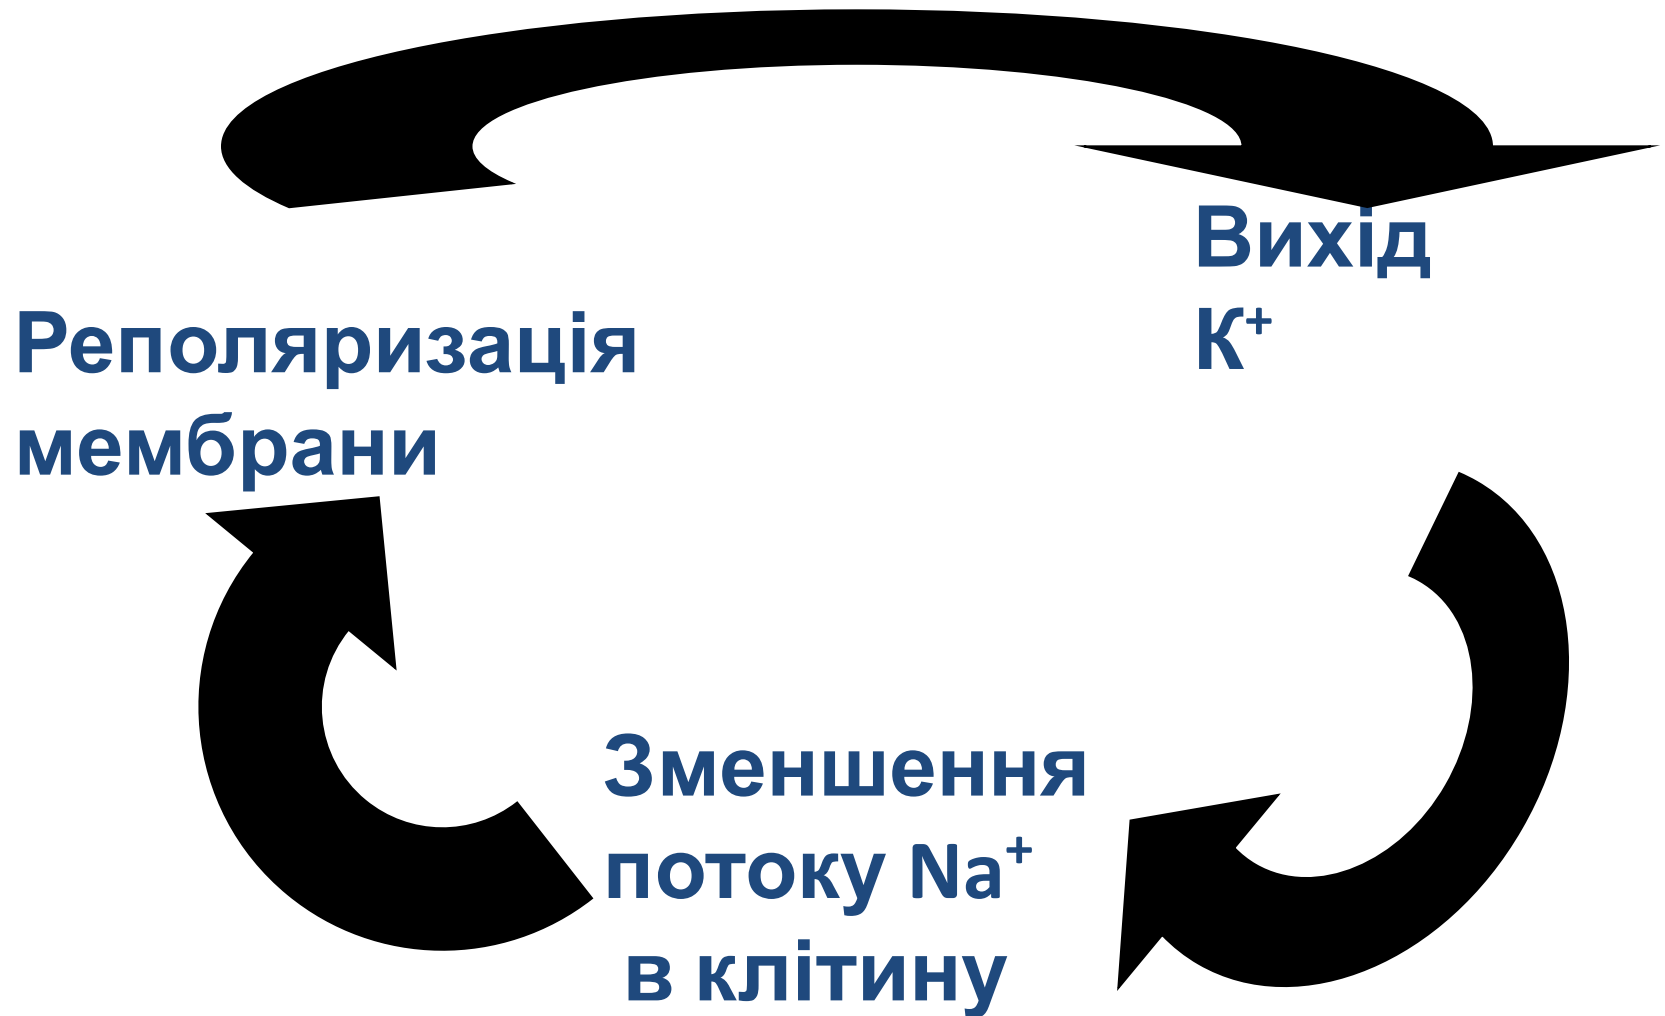 Вихід
К⁺
Реполяризація
мембрани
Зменшення
потоку Na⁺
в клітину